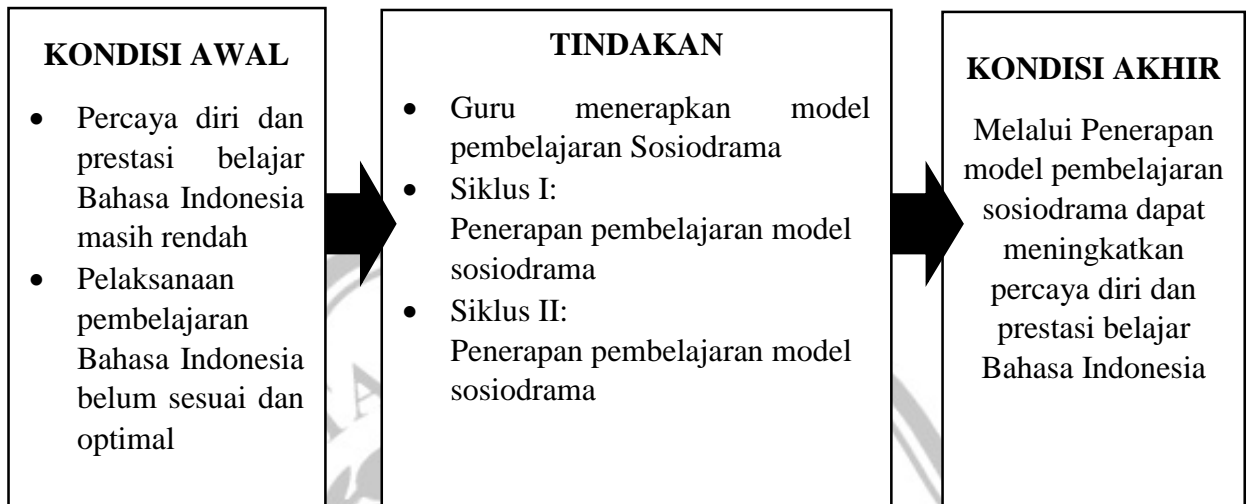 KONDISI AWAL
• Percaya diri dan
prestasi belajar
Bahasa Indonesia
masih rendah
• Pelaksanaan
pembelajaran
Bahasa Indonesia
belum sesuai dan
optimal
TINDAKAN
• Guru menerapkan model
pembelajaran Sosiodrama
• Siklus I:
Penerapan pembelajaran model
sosiodrama
• Siklus II:
Penerapan pembelajaran model
sosiodrama
KONDISI AKHIR
Melalui Penerapan
model pembelajaran
sosiodrama dapat
meningkatkan
percaya diri dan
prestasi belajar
Bahasa Indonesia